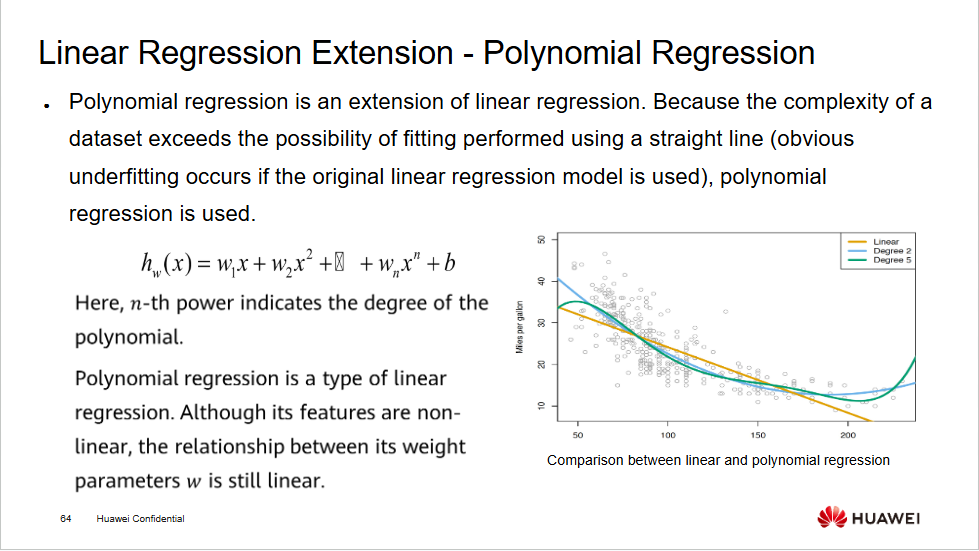 Linear Regression Extension - Polynomial Regression
• Polynomial regression is an extension of linear regression. Because the complexity of a
dataset exceeds the possibility of fitting performed using a straight line (obvious
underfitting occurs if the original linear regression model is used), polynomial
regression is used.
h_w(x) = w₁x + w₂x² + □ + wₙxⁿ + b
Here, n-th power indicates the degree of the
polynomial.
Polynomial regression is a type of linear
regression. Although its features are non-
linear, the relationship between its weight
parameters w is still linear.
Linear
Degree 2
Degree 5
Miles per gallon
50
40
30
20
10
50 100 150 200
Comparison between linear and polynomial regression
64 Huawei Confidential
HUAWEI